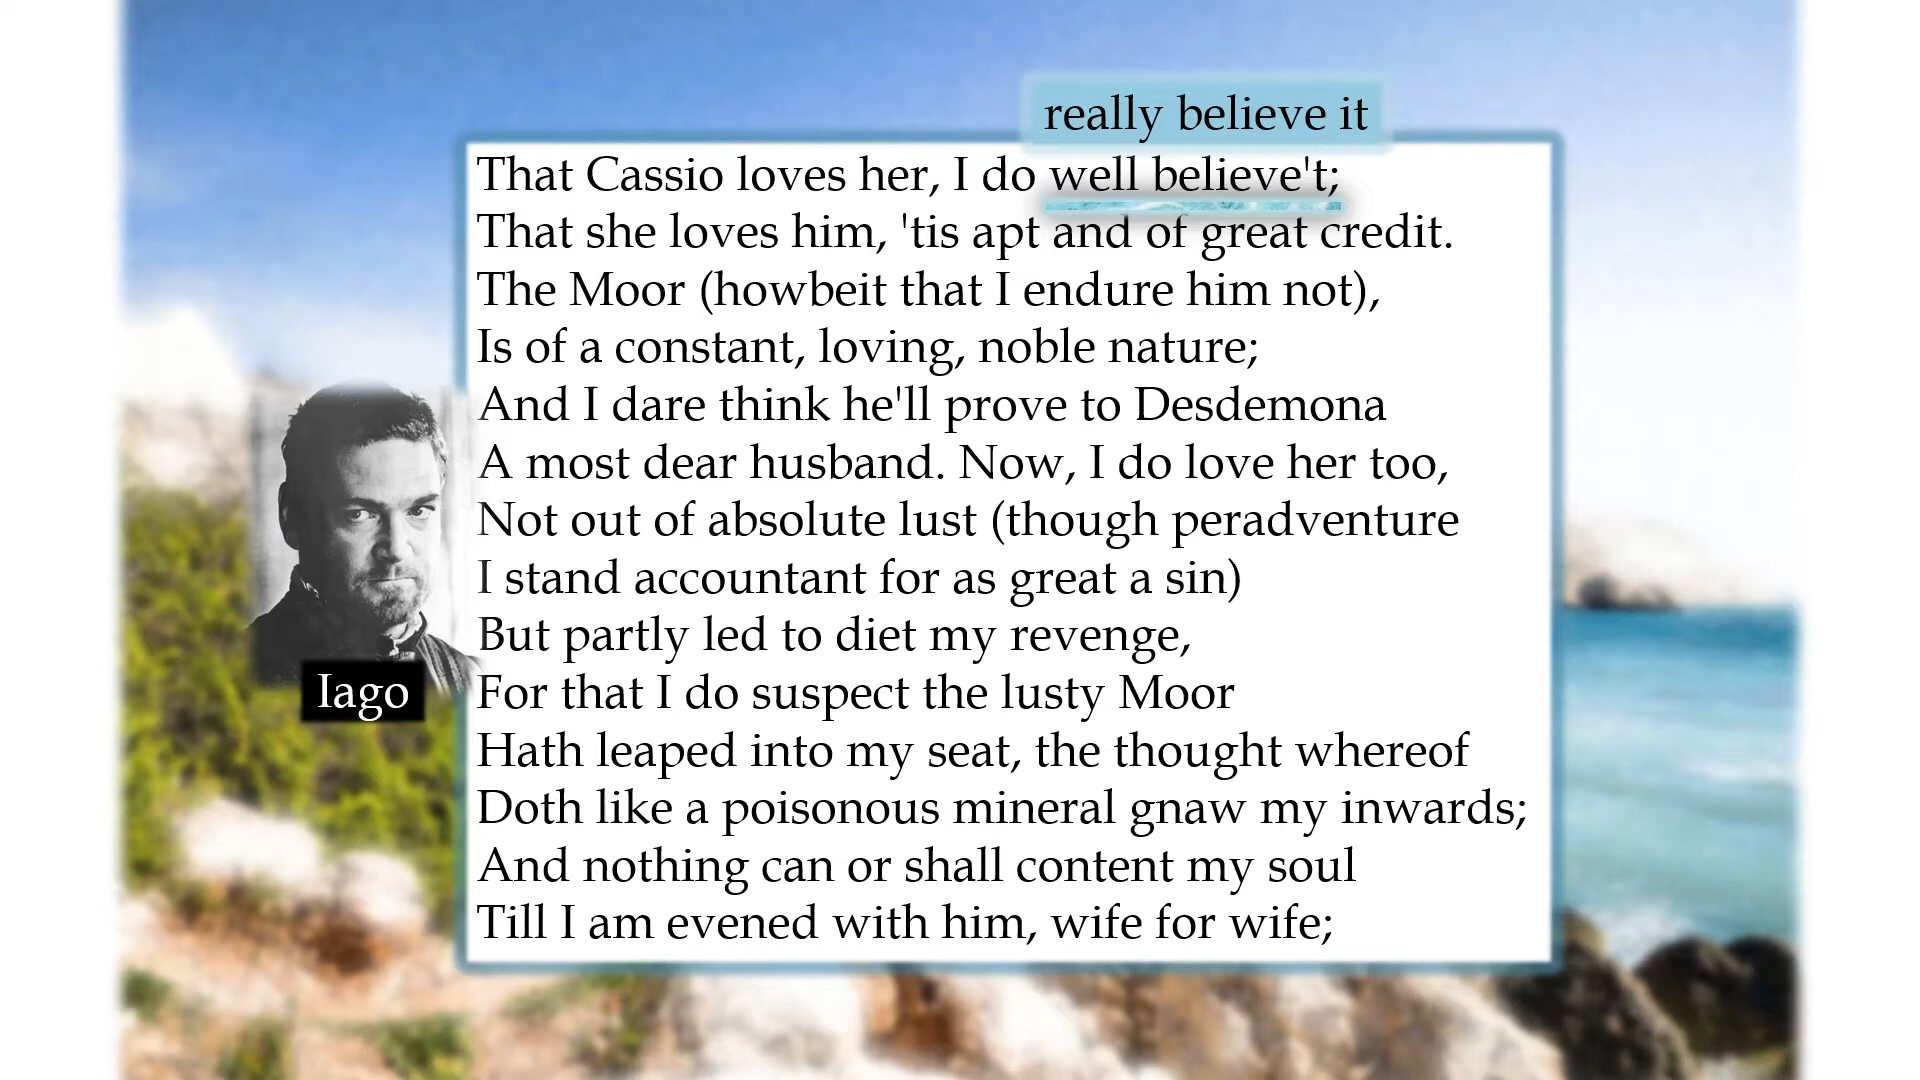 really believe it
That Cassio loves her, I do well believe't;
That she loves him, 'tis apt and of great credit.
The Moor (howbeit that I endure him not),
Is of a constant, loving, noble nature;
And I dare think he'll prove to Desdemona
A most dear husband. Now, I do love her too,
Not out of absolute lust (though peradventure
I stand accountant for as great a sin)
But partly led to diet my revenge,
For that I do suspect the lusty Moor
Hath leaped into my seat, the thought whereof
Doth like a poisonous mineral gnaw my inwards;
And nothing can or shall content my soul
Till I am evened with him, wife for wife;
Iago